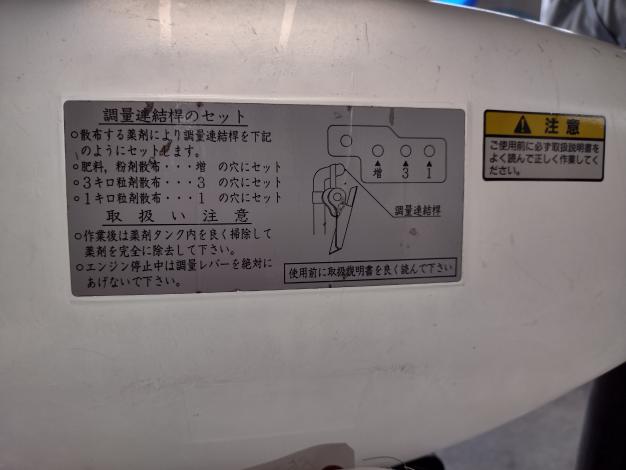 調量連結桿のセット
○散布する薬剤により調量連結桿を下記
のようにセットします。
○肥料，粉剤散布・・・増 の穴にセット
○3キロ粒剤散布・・・3 の穴にセット
○1キロ粒剤散布・・・1 の穴にセット
取扱い注意
○作業後は薬剤タンク内を良く掃除して
薬剤を完全に除去して下さい。
○エンジン停止中は調量レバーを絶対に
あげないで下さい。
増 3 1
調量連結桿
使用前に取扱説明書を良く読んで下さい
注意
ご使用前に必ず取扱説明書を
よく読んで正しく作業してく
ださい。